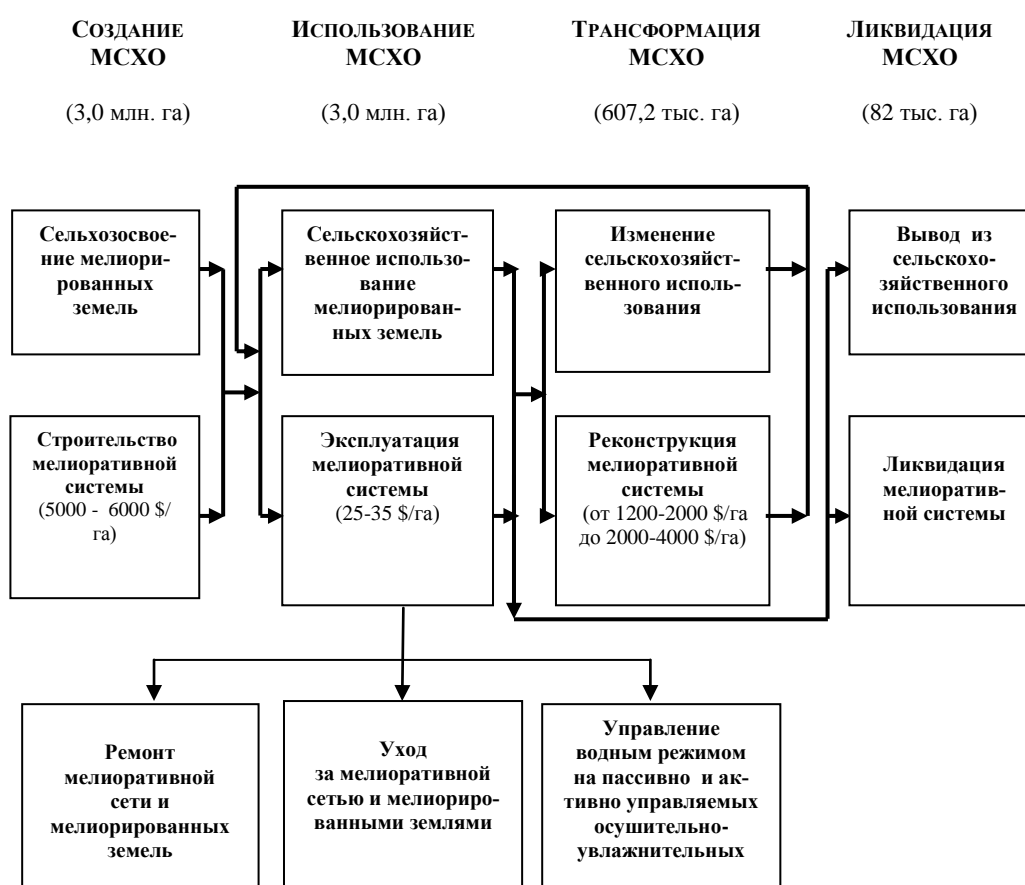 СОЗДАНИЕ
МСХО
(3,0 млн. га)
ИСПОЛЬЗОВАНИЕ
МСХО
(3,0 млн. га)
ТРАНСФОРМАЦИЯ
МСХО
(607,2 тыс. га)
ЛИКВИДАЦИЯ
МСХО
(82 тыс. га)
Сельхозосвое-
ние мелиори-
рованных
земель
Сельскохозяйст-
венное использо-
вание
мелиорирован-
ных земель
Изменение
сельскохозяйст-
венного исполь-
зования
Вывод из
сельскохо-
зяйственного
использования
Строительство
мелиоративной
системы
(5000 - 6000 $/
га)
Эксплуатация
мелиоративной
системы
(25-35 $/га)
Реконструкция
мелиоративной
системы
(от 1200-2000 $/га
до 2000-4000 $/га)
Ликвидация
мелиоратив-
ной системы
Ремонт
мелиоративной
сети и
мелиорированных
земель
Уход
за мелиоративной
сетью и мелиориро-
ванными землями
Управление
водным режимом
на пассивно и ак-
тивно управляемых
осушительно-
увлажнительных